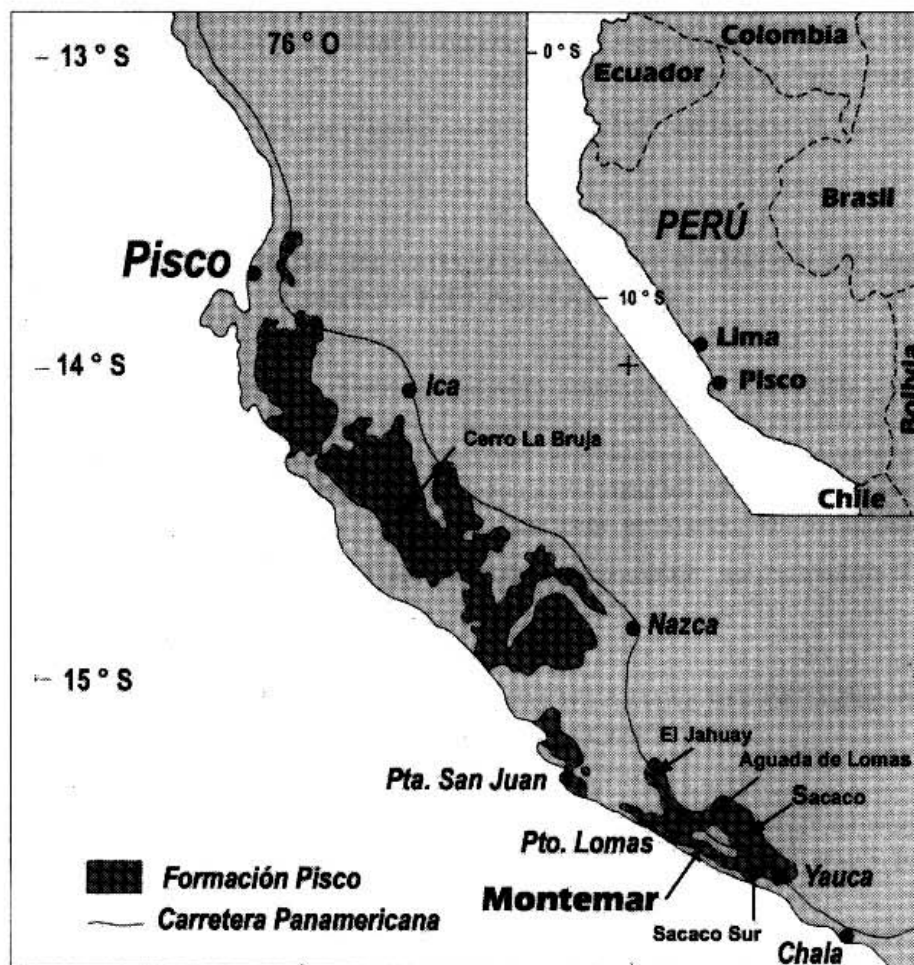 13° S
76° O
0° S
Colombia
Ecuador
Brasil
PERÚ
Pisco
10° S
Lima
Pisco
Bolivia
Chile
14° S
Ica
Cerro La Bruja
Nazca
15° S
El Jahuay
Aguada de Lomas
Sacaco
Pta. San Juan
Pto. Lomas
Yauca
Montemar
Sacaco Sur
Chala
Formación Pisco
Carretera Panamericana